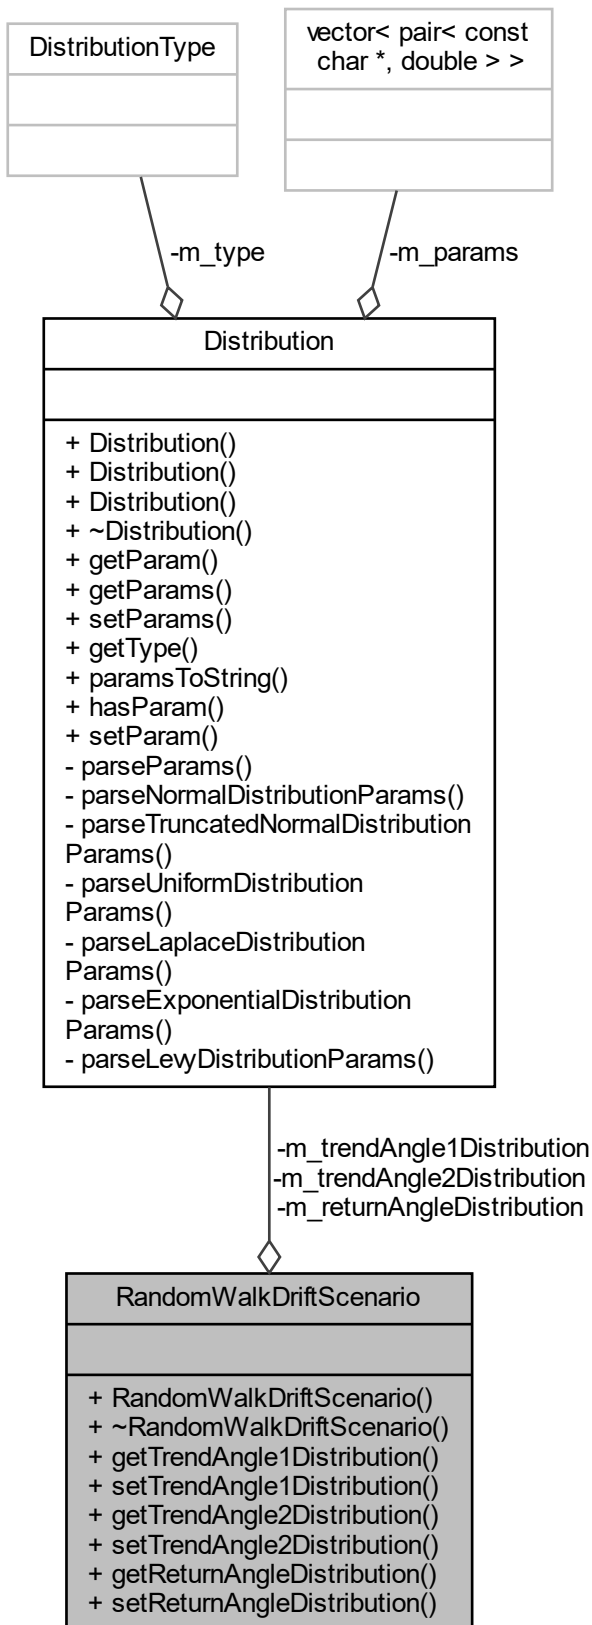 DistributionType
vector< pair< const
char *, double > >
-m_type
-m_params
Distribution
+ Distribution()
+ Distribution()
+ Distribution()
+ ~Distribution()
+ getParam()
+ getParams()
+ setParams()
+ getType()
+ paramsToString()
+ hasParam()
+ setParam()
- parseParams()
- parseNormalDistributionParams()
- parseTruncatedNormalDistribution
Params()
- parseUniformDistribution
Params()
- parseLaplaceDistribution
Params()
- parseExponentialDistribution
Params()
- parseLevyDistributionParams()
-m_trendAngle1Distribution
-m_trendAngle2Distribution
-m_returnAngleDistribution
RandomWalkDriftScenario
+ RandomWalkDriftScenario()
+ ~RandomWalkDriftScenario()
+ getTrendAngle1Distribution()
+ setTrendAngle1Distribution()
+ getTrendAngle2Distribution()
+ setTrendAngle2Distribution()
+ getReturnAngleDistribution()
+ setReturnAngleDistribution()